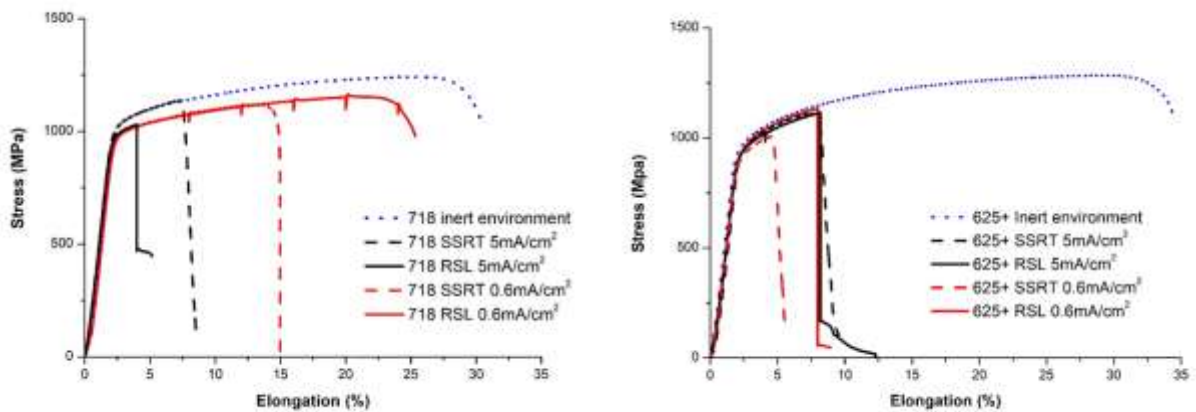 1500
1000
500
0
Stress (MPa)
0 5 10 15 20 25 30 35
Elongation (%)
718 inert environment
718 SSRT 5mA/cm²
718 RSL 5mA/cm²
718 SSRT 0.6mA/cm²
718 RSL 0.6mA/cm²
1500
1000
500
0
Stress (Mpa)
0 5 10 15 20 25 30 35
Elongation (%)
625+ Inert environment
625+ SSRT 5mA/cm²
625+ RSL 5mA/cm²
625+ SSRT 0.6mA/cm²
625+ RSL 0.6mA/cm²